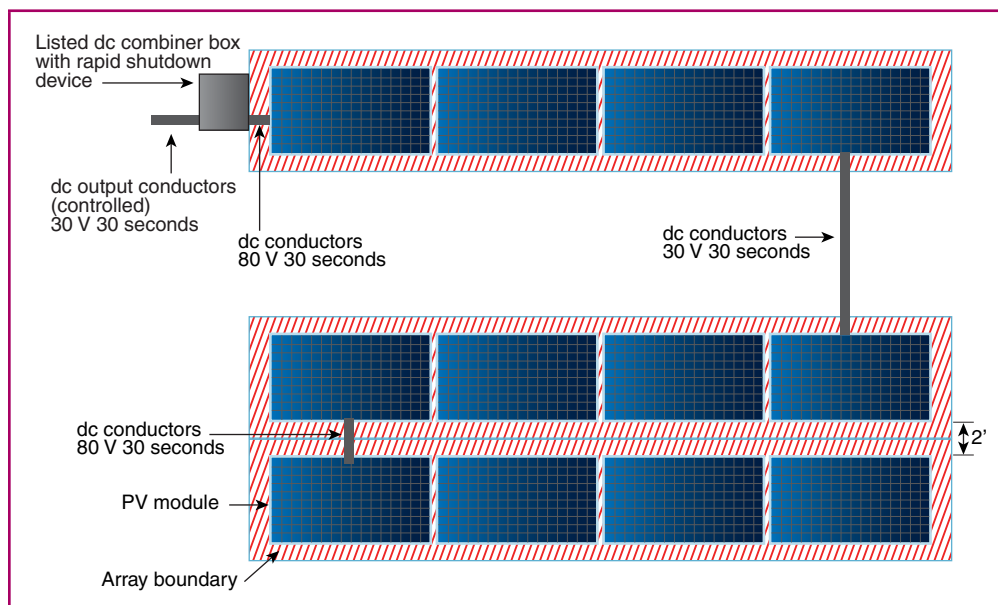 Listed dc combiner box
with rapid shutdown
device
dc output conductors
(controlled)
30 V 30 seconds
dc conductors
80 V 30 seconds
dc conductors
30 V 30 seconds
dc conductors
80 V 30 seconds
2'
PV module
Array boundary